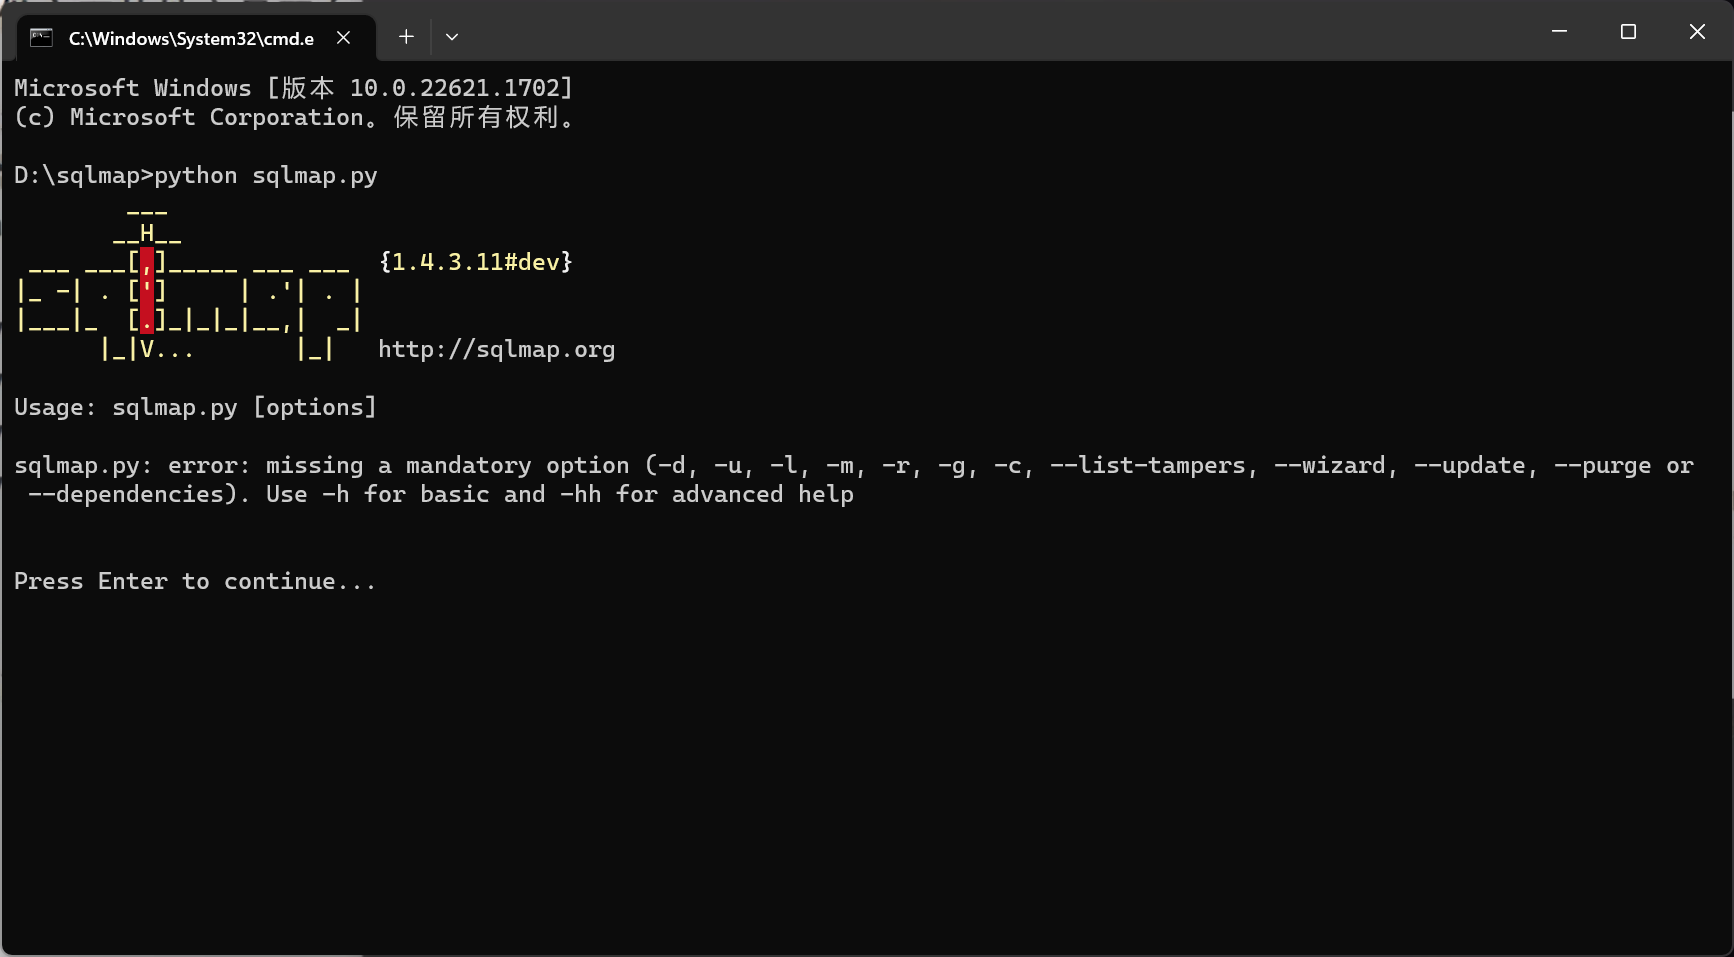 C:\Windows\System32\cmd.e
Microsoft Windows [版本 10.0.22621.1702]
(c) Microsoft Corporation。保留所有权利。
D:\sqlmap>python sqlmap.py
        ___
       __H__
 ___ ___[,]_____ ___ ___  {1.4.3.11#dev}
|_ -| . [']     | .'| . |
|___|_  [.]_|_|_|__,|  _|
      |_|V...       |_|   http://sqlmap.org
Usage: sqlmap.py [options]
sqlmap.py: error: missing a mandatory option (-d, -u, -l, -m, -r, -g, -c, --list-tampers, --wizard, --update, --purge or
 --dependencies). Use -h for basic and -hh for advanced help
Press Enter to continue...